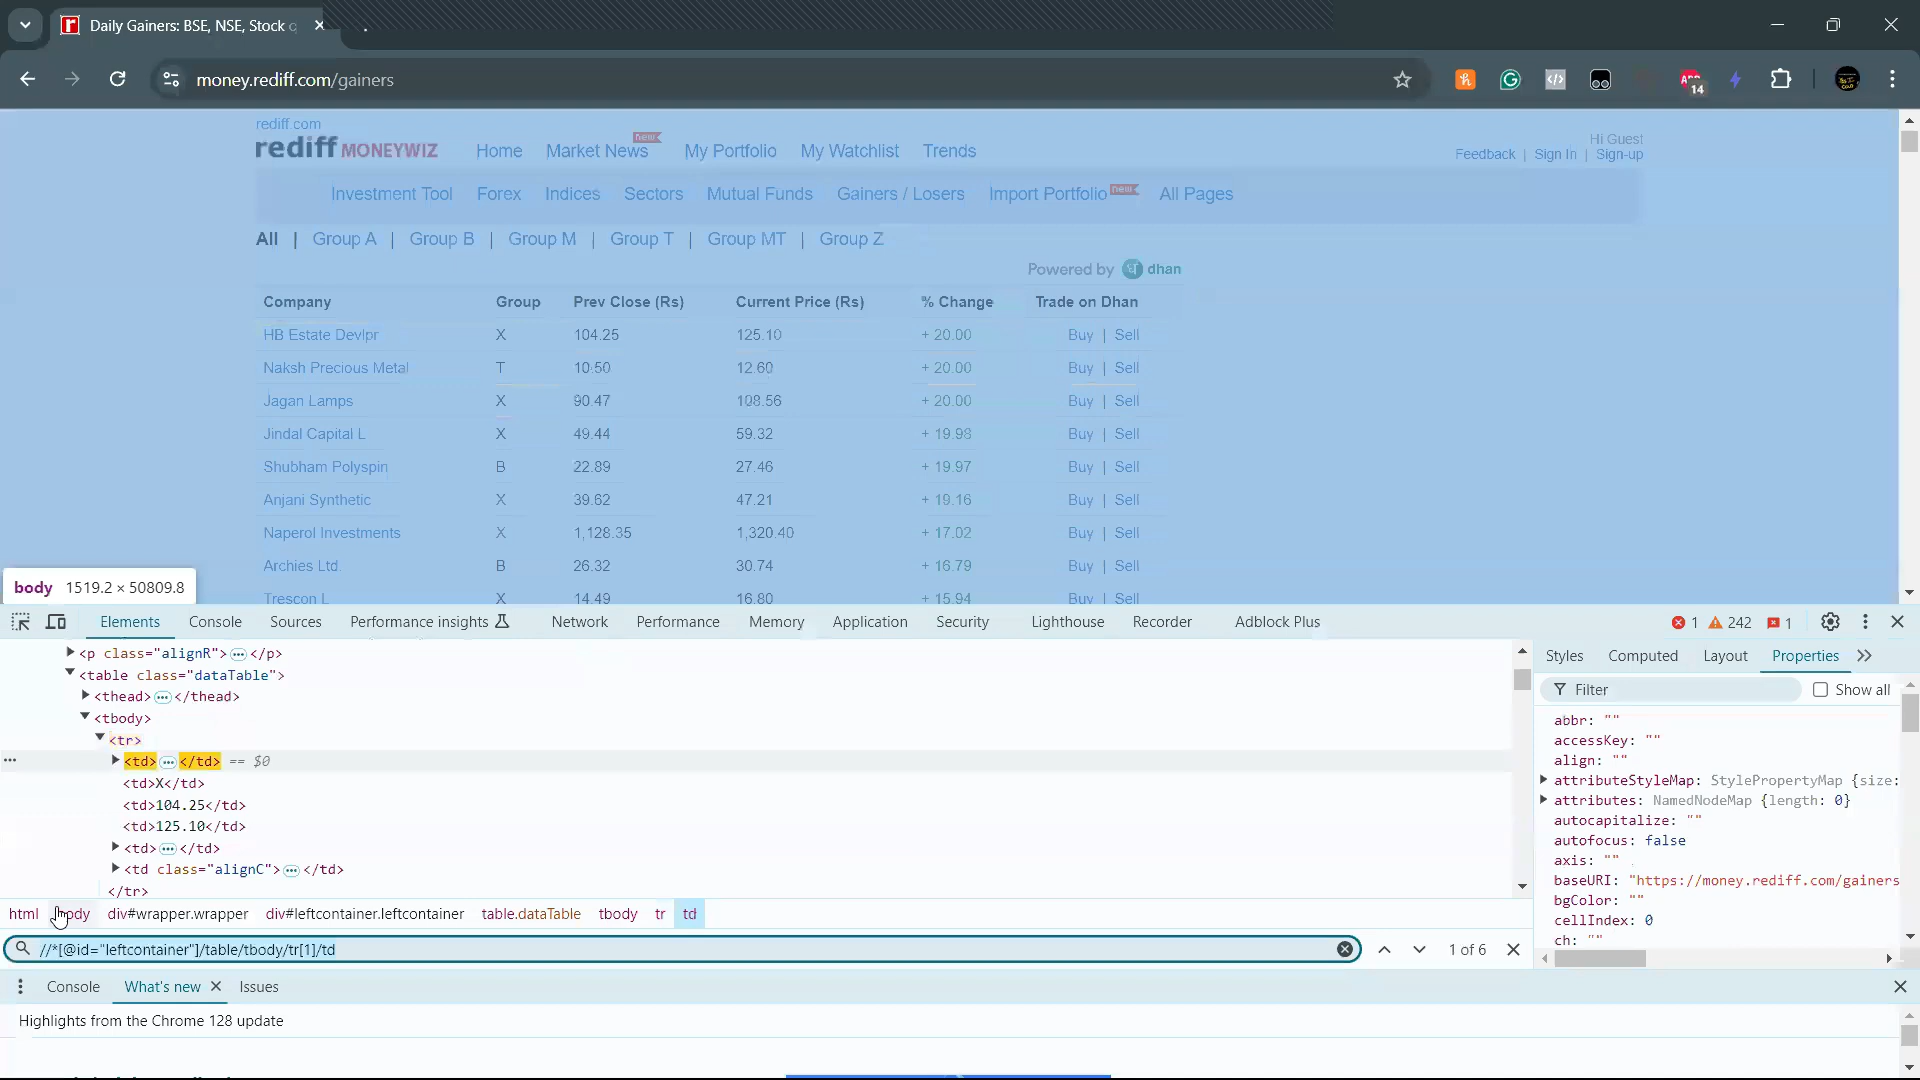 Daily Gainers: BSE, NSE, Stock q
money.rediff.com/gainers
14
rediff.com
rediff MONEYWIZ
Home
Market News
new
My Portfolio
My Watchlist
Trends
Hi Guest
Feedback | Sign In | Sign-up
Investment Tool
Forex
Indices
Sectors
Mutual Funds
Gainers / Losers
Import Portfolio
new
All Pages
All | Group A | Group B | Group M | Group T | Group MT | Group Z
Powered by dhan
Company Group Prev Close (Rs) Current Price (Rs) % Change Trade on Dhan
HB Estate Devlpr X 104.25 125.10 + 20.00 Buy | Sell
Naksh Precious Metal T 10.50 12.60 + 20.00 Buy | Sell
Jagan Lamps X 90.47 108.56 + 20.00 Buy | Sell
Jindal Capital L X 49.44 59.32 + 19.98 Buy | Sell
Shubham Polyspin B 22.89 27.46 + 19.97 Buy | Sell
Anjani Synthetic X 39.62 47.21 + 19.16 Buy | Sell
Naperol Investments X 1,128.35 1,320.40 + 17.02 Buy | Sell
Archies Ltd. B 26.32 30.74 + 16.79 Buy | Sell
Trescon L X 14.49 16.80 + 15.94 Buy | Sell
body 1519.2 × 50809.8
Elements Console Sources Performance insights Network Performance Memory Application Security Lighthouse Recorder Adblock Plus
1 242 1
<p class="alignR"> ⋯ </p>
<table class="dataTable">
<thead> ⋯ </thead>
<tbody>
<tr>
<td> ⋯ </td> == $0
<td>X</td>
<td>104.25</td>
<td>125.10</td>
<td> ⋯ </td>
<td class="alignC"> ⋯ </td>
</tr>
html body div#wrapper.wrapper div#leftcontainer.leftcontainer table.dataTable tbody tr td
//*[@id="leftcontainer"]/table/tbody/tr[1]/td
1 of 6
Styles Computed Layout Properties
Filter
Show all
abbr: ""
accessKey: ""
align: ""
attributeStyleMap: StylePropertyMap {size:
attributes: NamedNodeMap {length: 0}
autocapitalize: ""
autofocus: false
axis: ""
baseURI: "https://money.rediff.com/gainers
bgColor: ""
cellIndex: 0
ch: ""
Console What's new Issues
Highlights from the Chrome 128 update